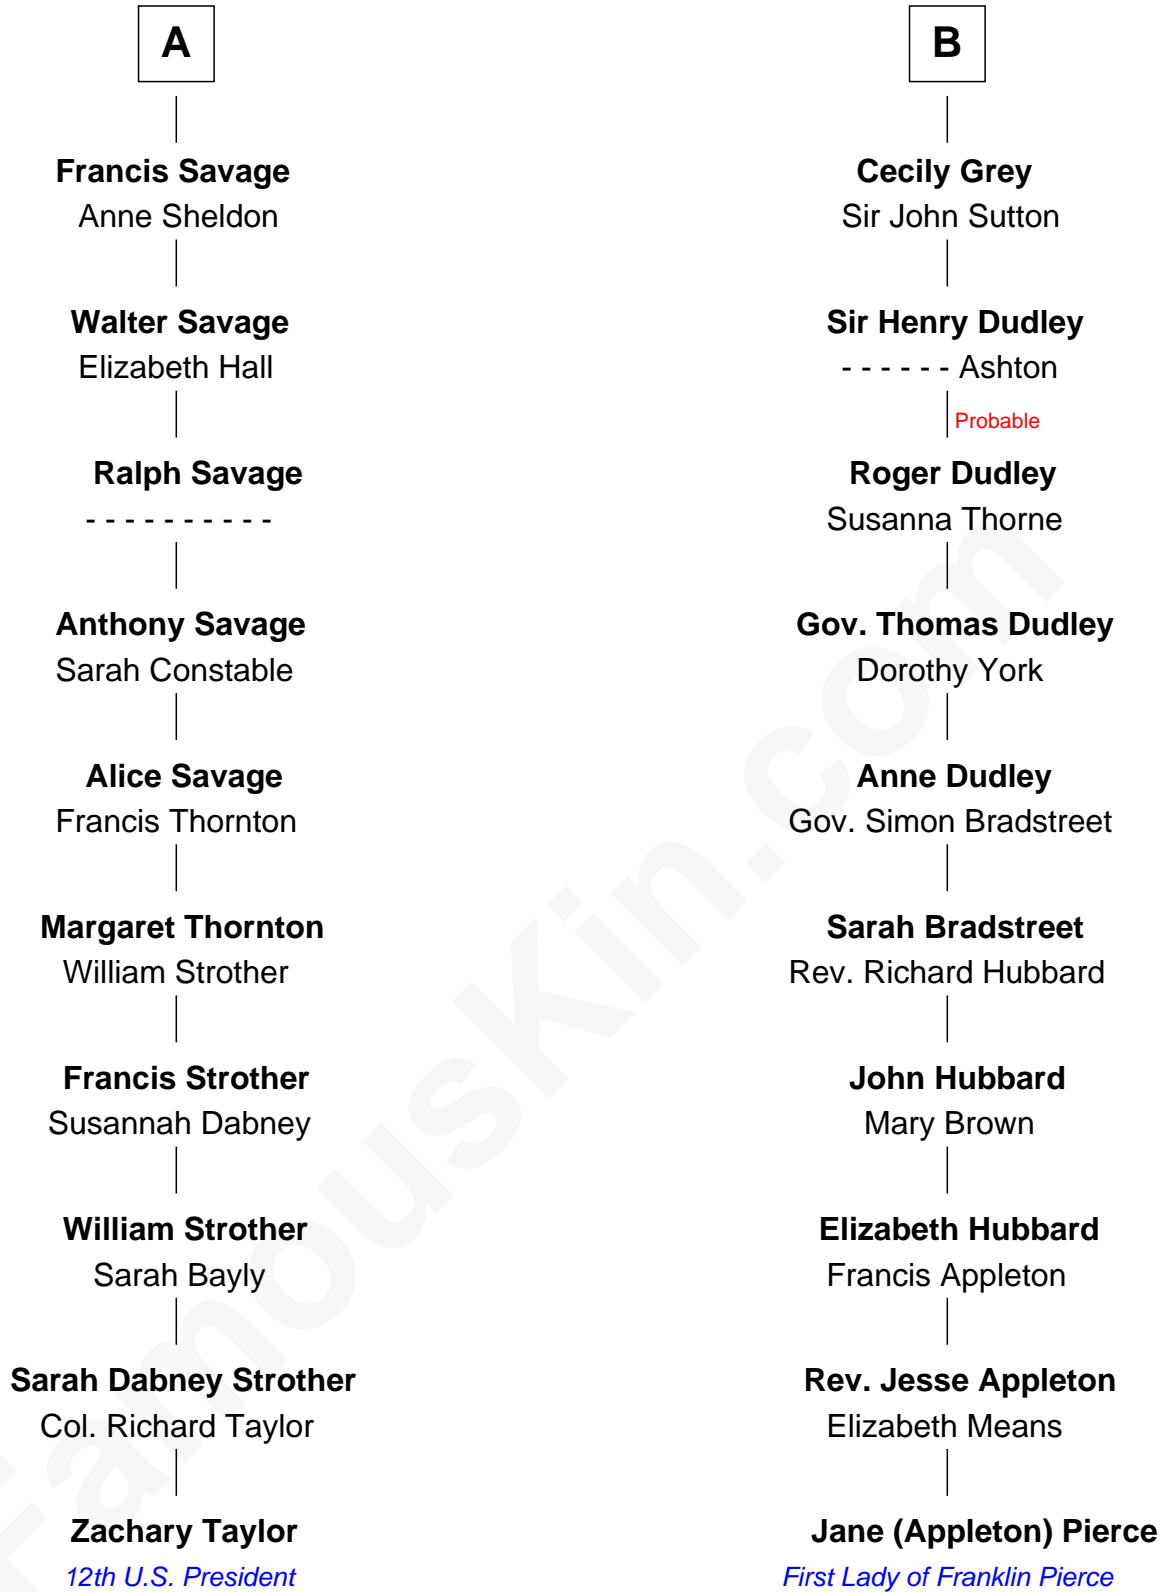 A
Francis Savage
Anne Sheldon
Walter Savage
Elizabeth Hall
Ralph Savage
- - - - - - - - - -
Anthony Savage
Sarah Constable
Alice Savage
Francis Thornton
Margaret Thornton
William Strother
Francis Strother
Susannah Dabney
William Strother
Sarah Bayly
Sarah Dabney Strother
Col. Richard Taylor
Zachary Taylor
12th U.S. President
B
Cecily Grey
Sir John Sutton
Sir Henry Dudley
- - - - - - Ashton
Probable
Roger Dudley
Susanna Thorne
Gov. Thomas Dudley
Dorothy York
Anne Dudley
Gov. Simon Bradstreet
Sarah Bradstreet
Rev. Richard Hubbard
John Hubbard
Mary Brown
Elizabeth Hubbard
Francis Appleton
Rev. Jesse Appleton
Elizabeth Means
Jane (Appleton) Pierce
First Lady of Franklin Pierce
FamousKin.com